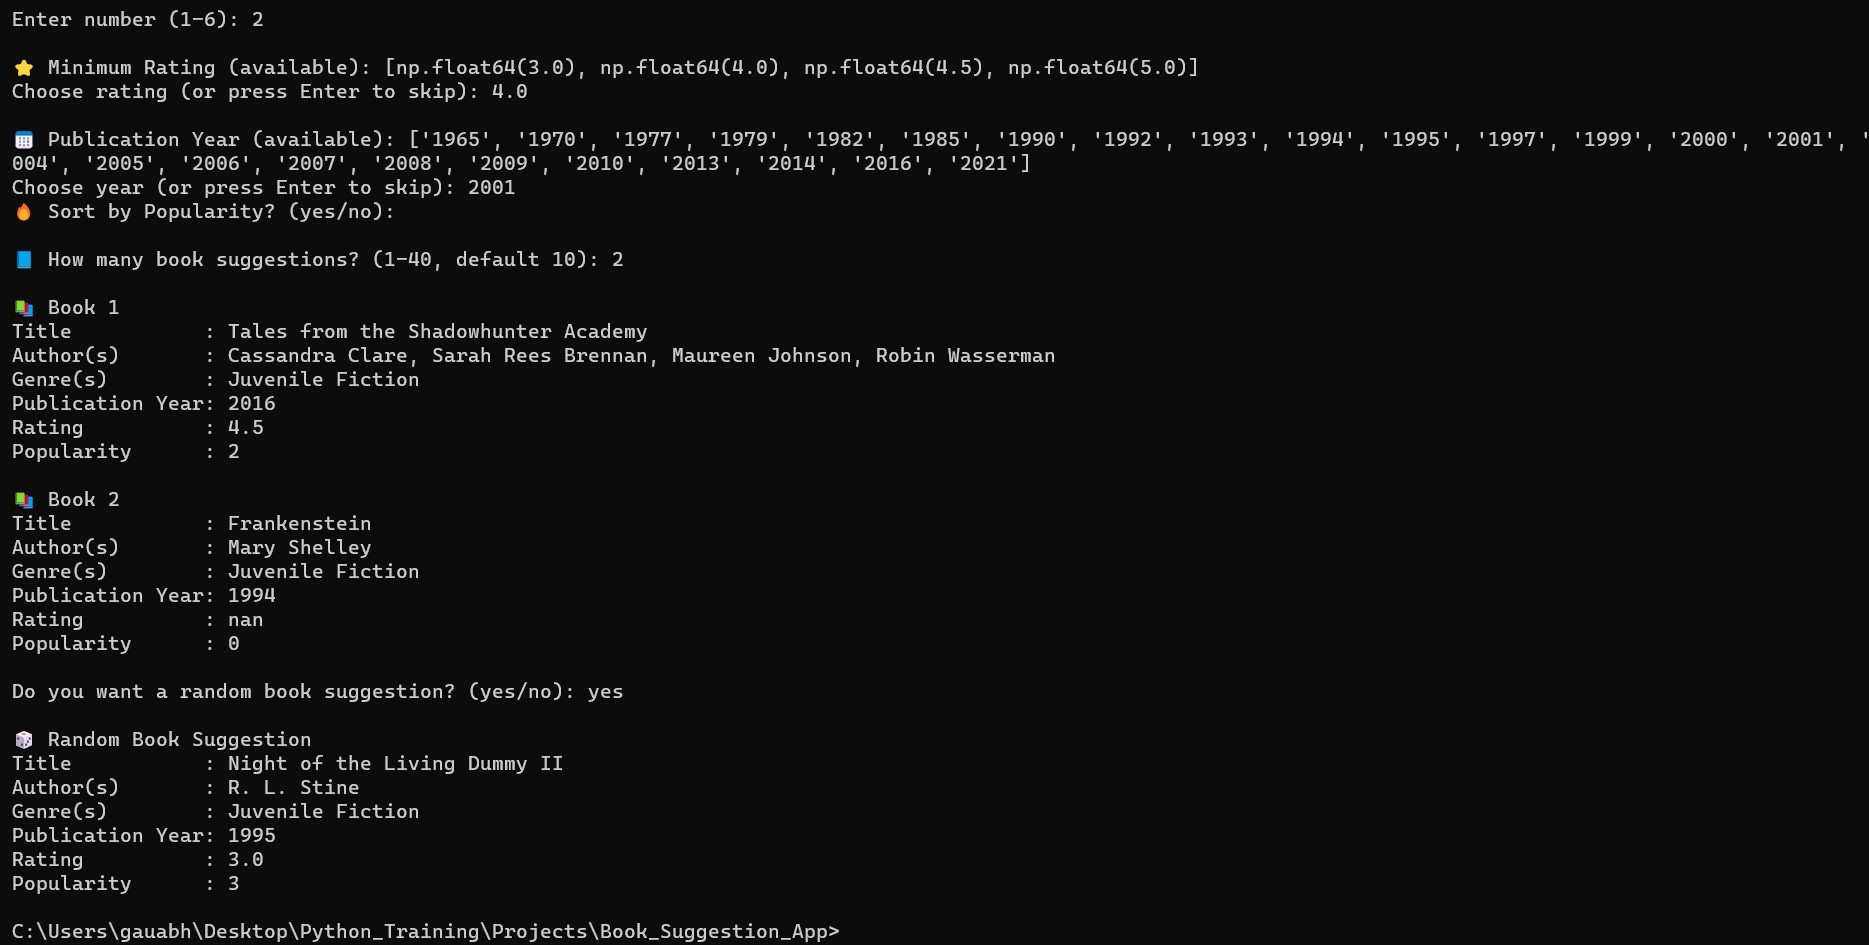 Enter number (1-6): 2
⭐ Minimum Rating (available): [np.float64(3.0), np.float64(4.0), np.float64(4.5), np.float64(5.0)]
Choose rating (or press Enter to skip): 4.0
📅 Publication Year (available): ['1965', '1970', '1977', '1979', '1982', '1985', '1990', '1992', '1993', '1994', '1995', '1997', '1999', '2000', '2001', '
004', '2005', '2006', '2007', '2008', '2009', '2010', '2013', '2014', '2016', '2021']
Choose year (or press Enter to skip): 2001
🔥 Sort by Popularity? (yes/no):
📘 How many book suggestions? (1-40, default 10): 2
📚 Book 1
Title           : Tales from the Shadowhunter Academy
Author(s)       : Cassandra Clare, Sarah Rees Brennan, Maureen Johnson, Robin Wasserman
Genre(s)        : Juvenile Fiction
Publication Year: 2016
Rating          : 4.5
Popularity      : 2
📚 Book 2
Title           : Frankenstein
Author(s)       : Mary Shelley
Genre(s)        : Juvenile Fiction
Publication Year: 1994
Rating          : nan
Popularity      : 0
Do you want a random book suggestion? (yes/no): yes
🎲 Random Book Suggestion
Title           : Night of the Living Dummy II
Author(s)       : R. L. Stine
Genre(s)        : Juvenile Fiction
Publication Year: 1995
Rating          : 3.0
Popularity      : 3
C:\Users\gauabh\Desktop\Python_Training\Projects\Book_Suggestion_App>